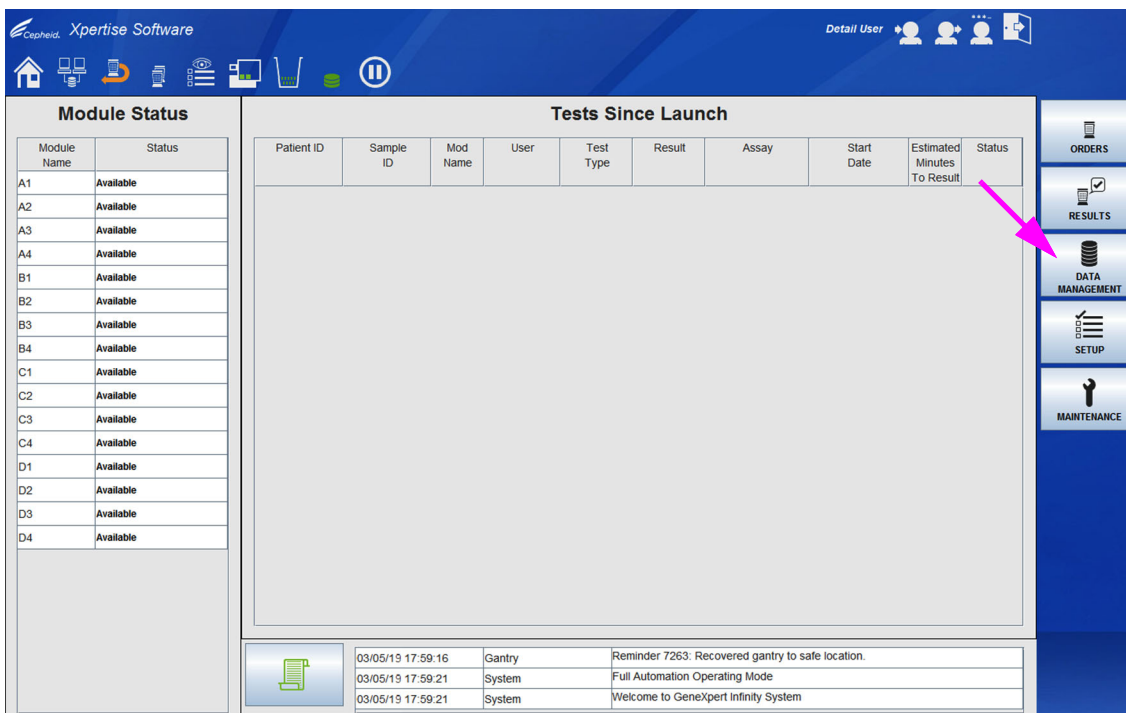 Cepheid. Xpertise Software
Detail User
Module Status
Module Name
Status
A1 Available
A2 Available
A3 Available
A4 Available
B1 Available
B2 Available
B3 Available
B4 Available
C1 Available
C2 Available
C3 Available
C4 Available
D1 Available
D2 Available
D3 Available
D4 Available
Tests Since Launch
Patient ID
Sample ID
Mod Name
User
Test Type
Result
Assay
Start Date
Estimated Minutes To Result
Status
03/05/19 17:59:16 Gantry Reminder 7263: Recovered gantry to safe location.
03/05/19 17:59:21 System Full Automation Operating Mode
03/05/19 17:59:21 System Welcome to GeneXpert Infinity System
ORDERS
RESULTS
DATA
MANAGEMENT
SETUP
MAINTENANCE